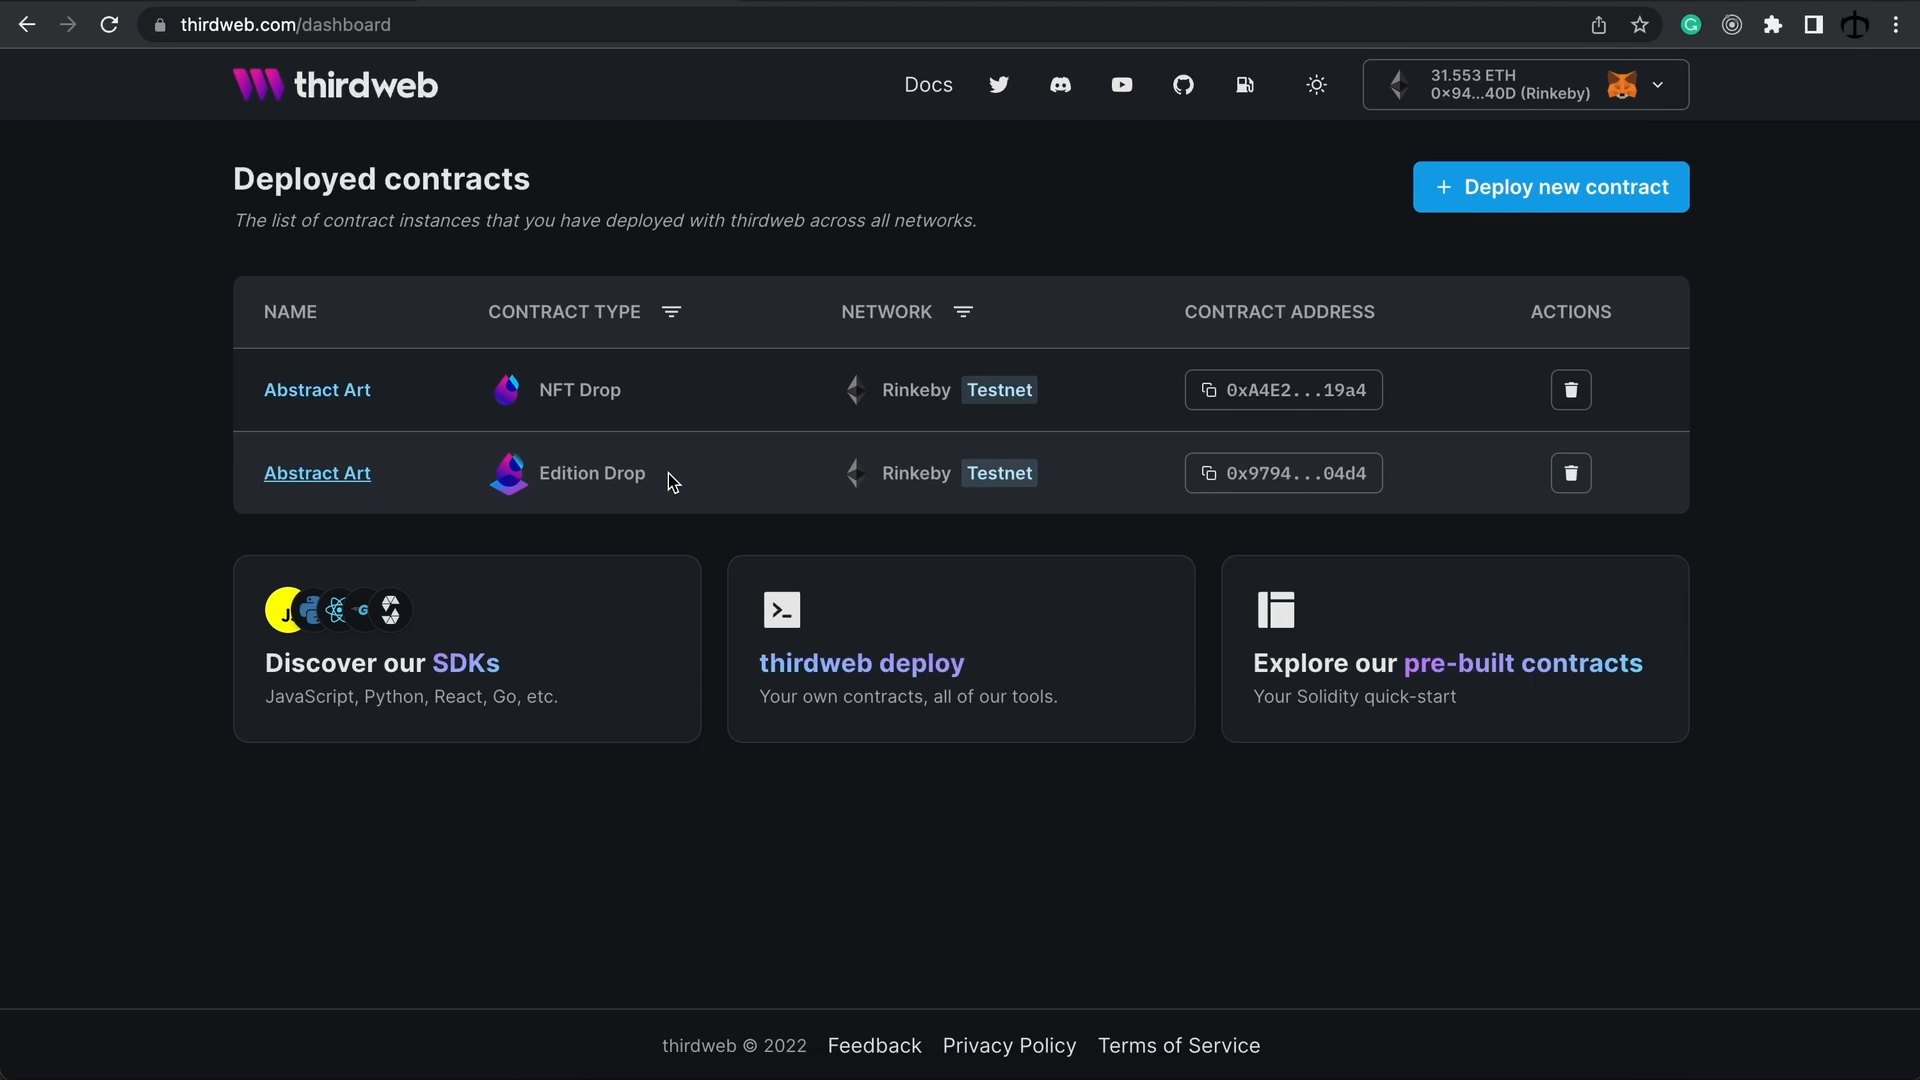 thirdweb.com/dashboard
thirdweb
Docs
31.553 ETH
0×94...40D (Rinkeby)
Deployed contracts
The list of contract instances that you have deployed with thirdweb across all networks.
+ Deploy new contract
NAME CONTRACT TYPE NETWORK CONTRACT ADDRESS ACTIONS
Abstract Art NFT Drop Rinkeby Testnet 0xA4E2...19a4
Abstract Art Edition Drop Rinkeby Testnet 0x9794...04d4
Discover our SDKs
JavaScript, Python, React, Go, etc.
thirdweb deploy
Your own contracts, all of our tools.
Explore our pre-built contracts
Your Solidity quick-start
thirdweb © 2022 Feedback Privacy Policy Terms of Service